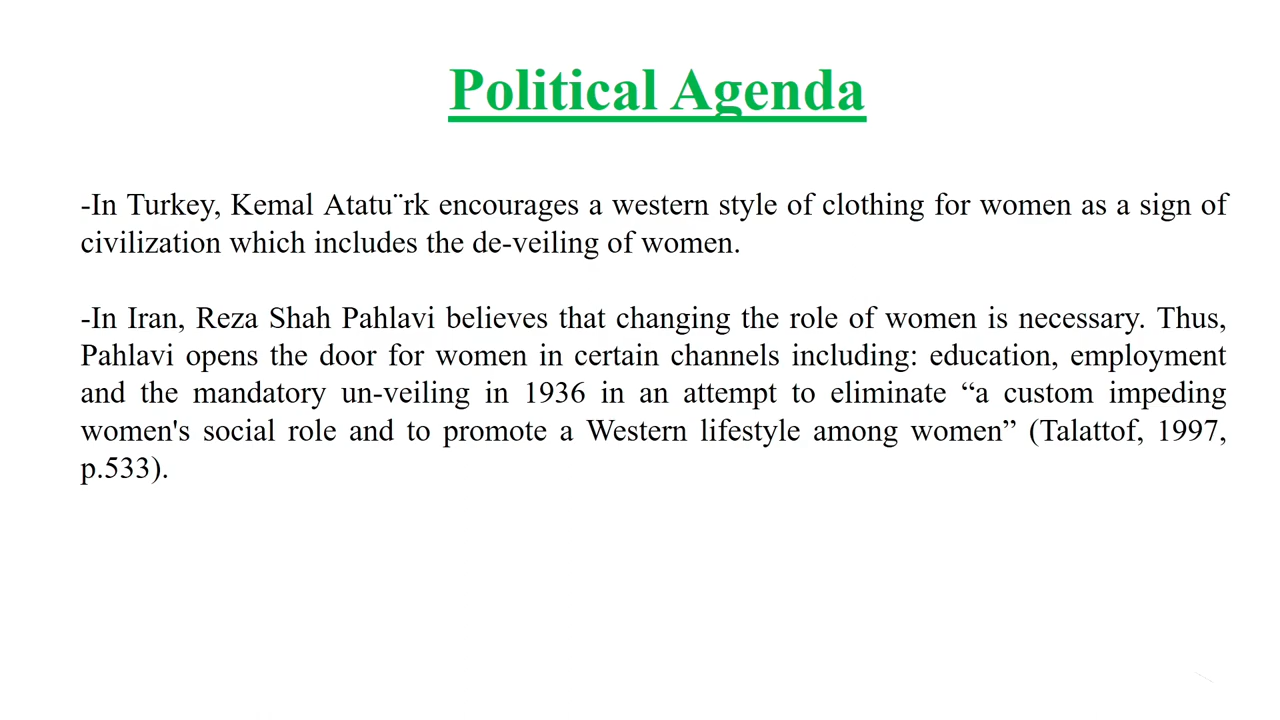 Political Agenda
-In Turkey, Kemal Atatu¨rk encourages a western style of clothing for women as a sign of
civilization which includes the de-veiling of women.
-In Iran, Reza Shah Pahlavi believes that changing the role of women is necessary. Thus,
Pahlavi opens the door for women in certain channels including: education, employment
and the mandatory un-veiling in 1936 in an attempt to eliminate “a custom impeding
women's social role and to promote a Western lifestyle among women” (Talattof, 1997,
p.533).